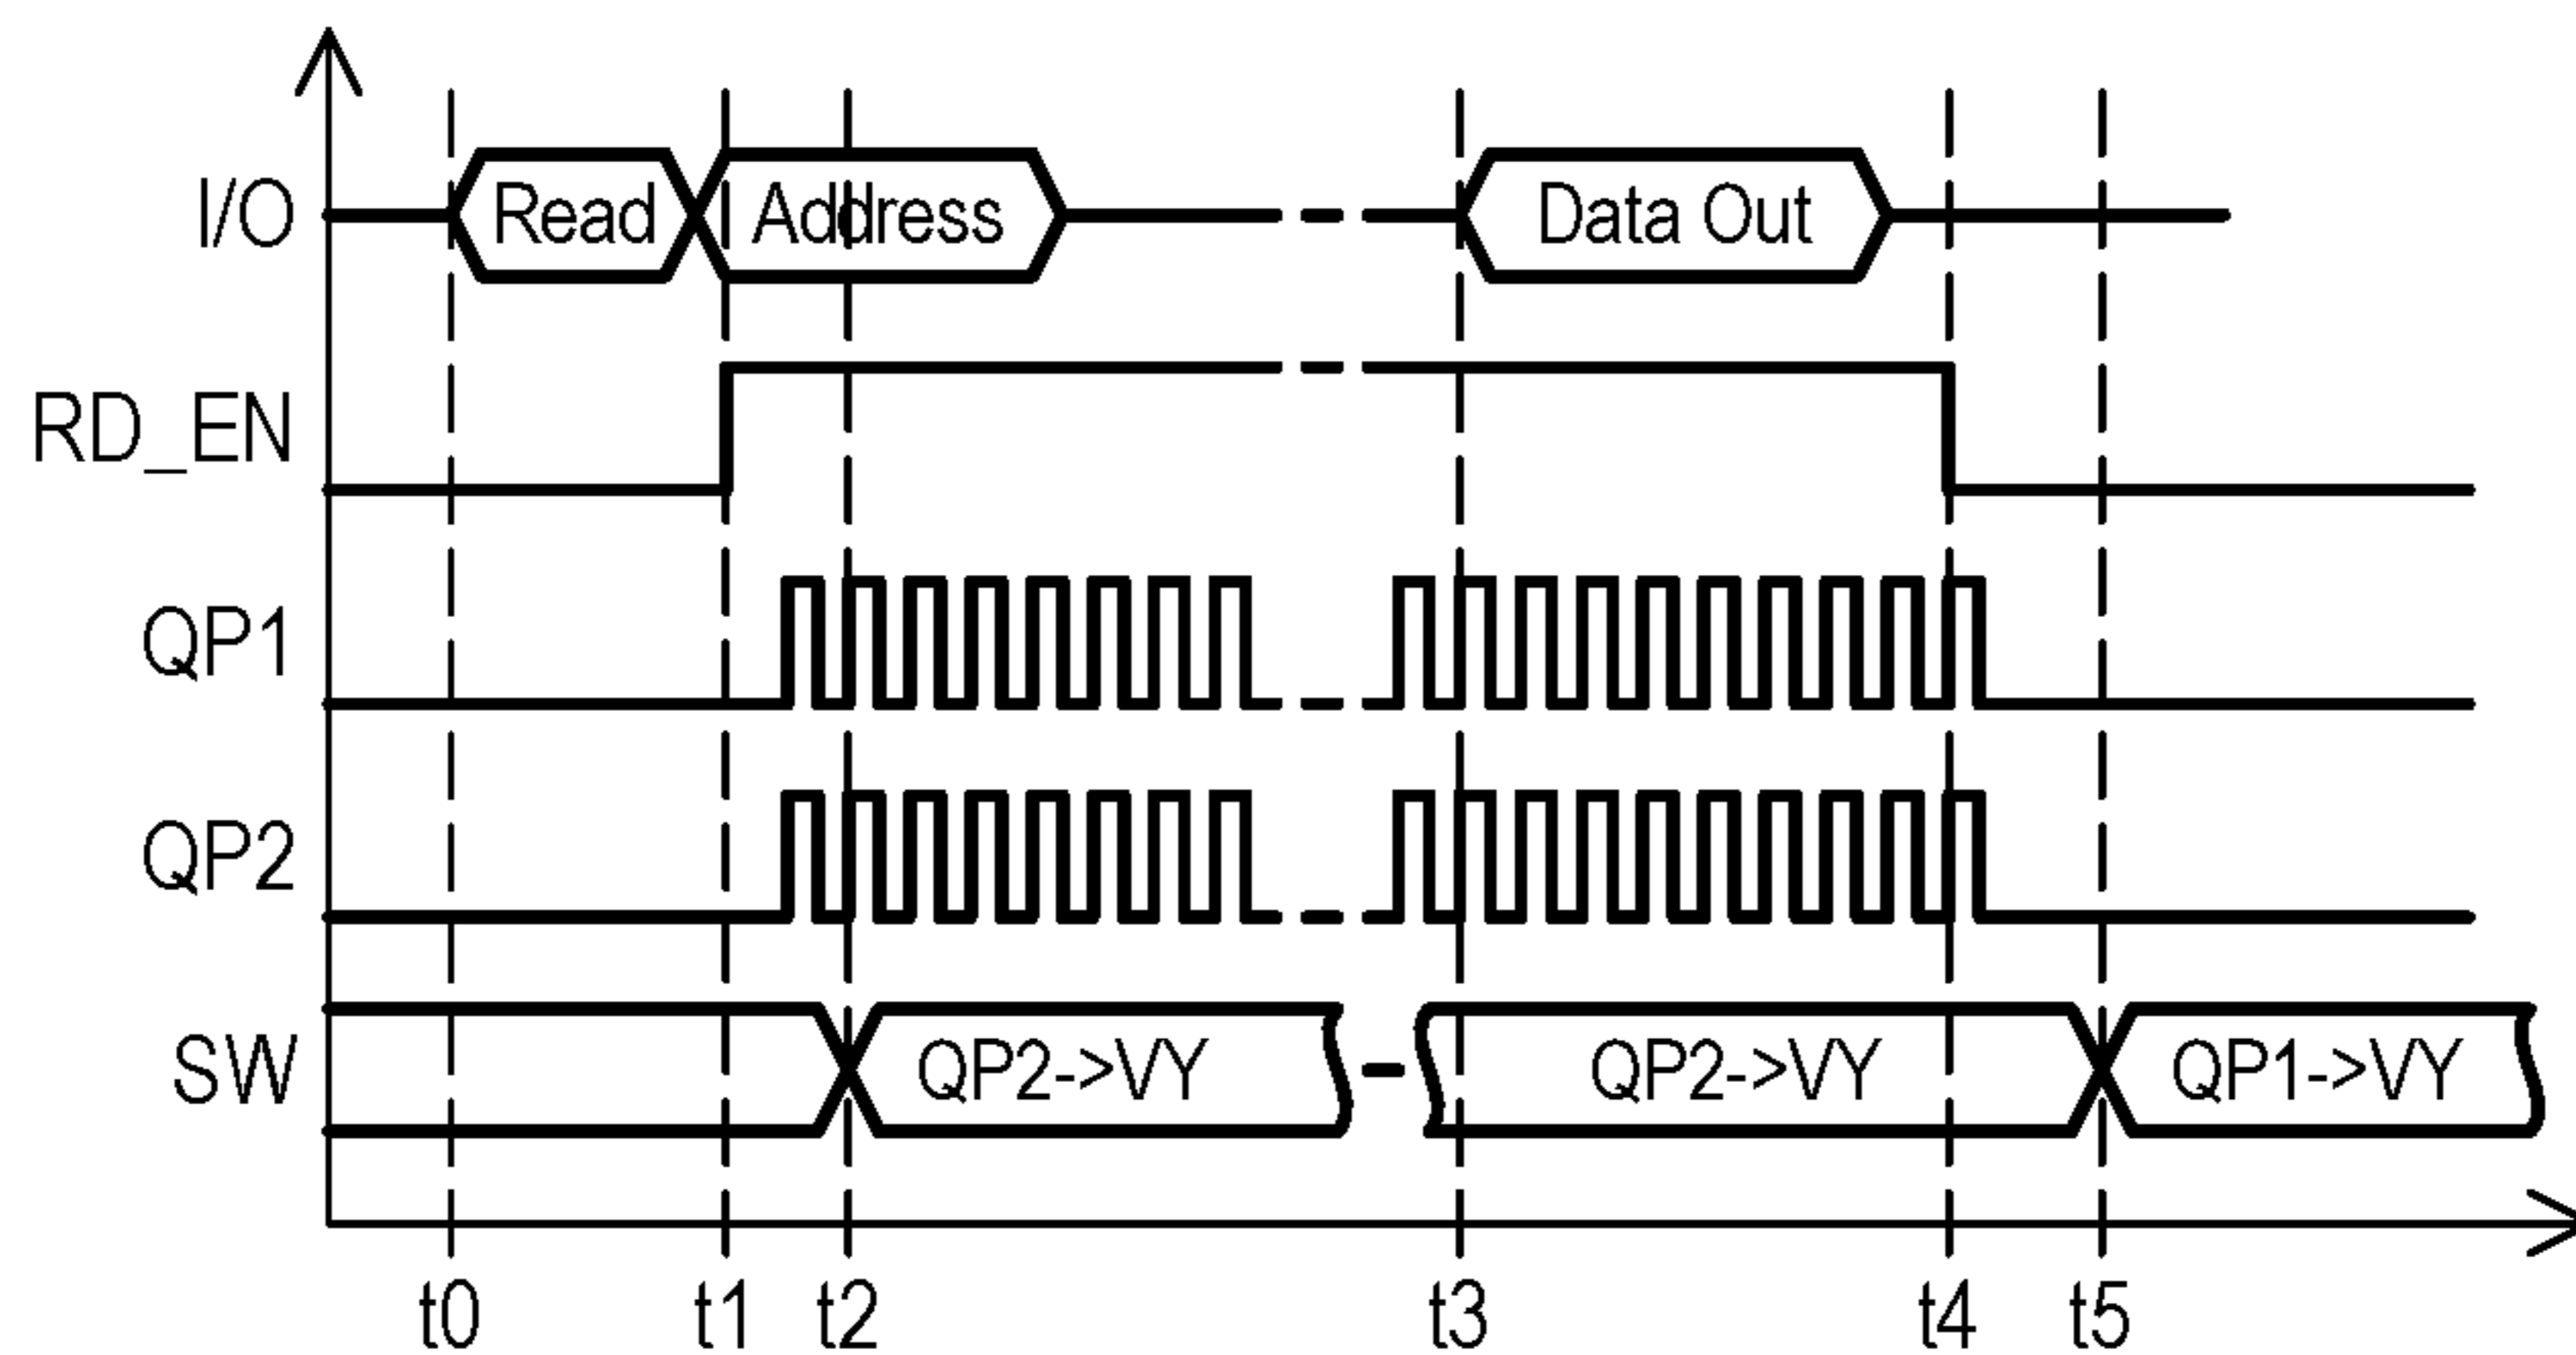 I/O Read Address Data Out
RD_EN
QP1
QP2
SW QP2->VY QP2->VY QP1->VY
t0 t1 t2 t3 t4 t5